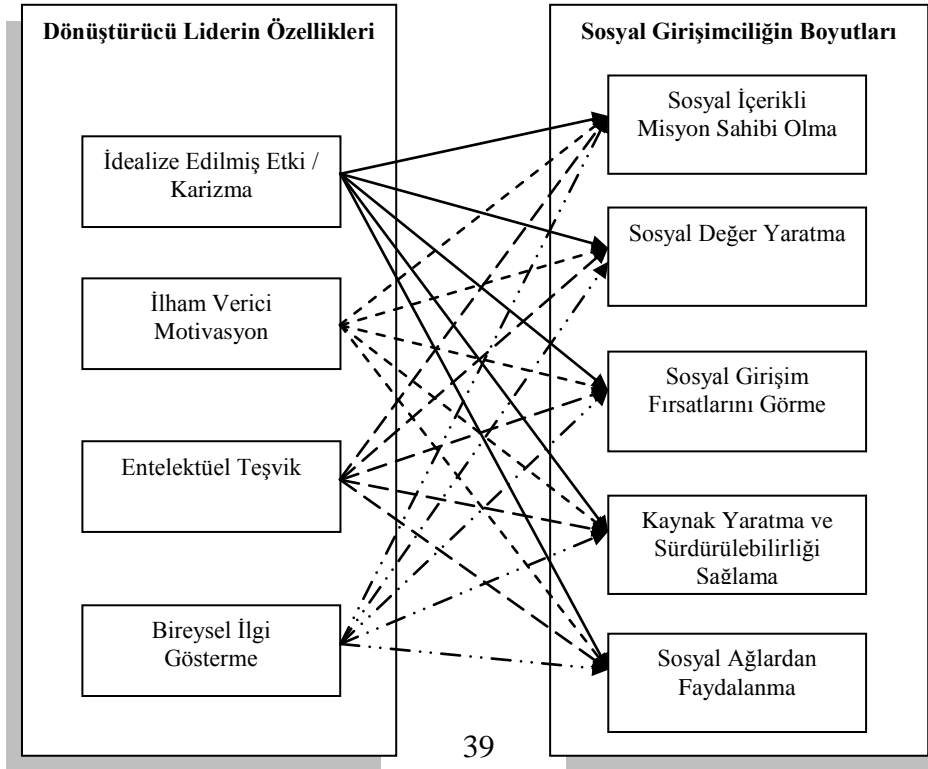 Dönüştürücü Liderin Özellikleri
İdealize Edilmiş Etki /
Karizma
İlham Verici
Motivasyon
Entelektüel Teşvik
Bireysel İlgi
Gösterme
Sosyal Girişimciliğin Boyutları
Sosyal İçerikli
Misyon Sahibi Olma
Sosyal Değer Yaratma
Sosyal Girişim
Fırsatlarını Görme
Kaynak Yaratma ve
Sürdürülebilirliği
Sağlama
Sosyal Ağlardan
Faydalanma
39